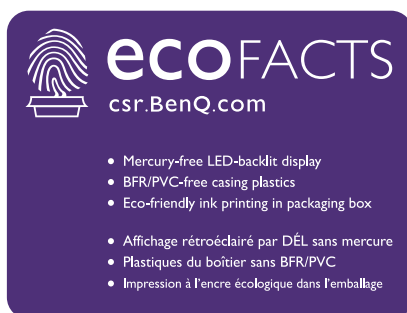 ecoFACTS
csr.BenQ.com
• Mercury-free LED-backlit display
• BFR/PVC-free casing plastics
• Eco-friendly ink printing in packaging box
• Affichage rétroéclairé par DÉL sans mercure
• Plastiques du boîtier sans BFR/PVC
• Impression à l'encre écologique dans l'emballage